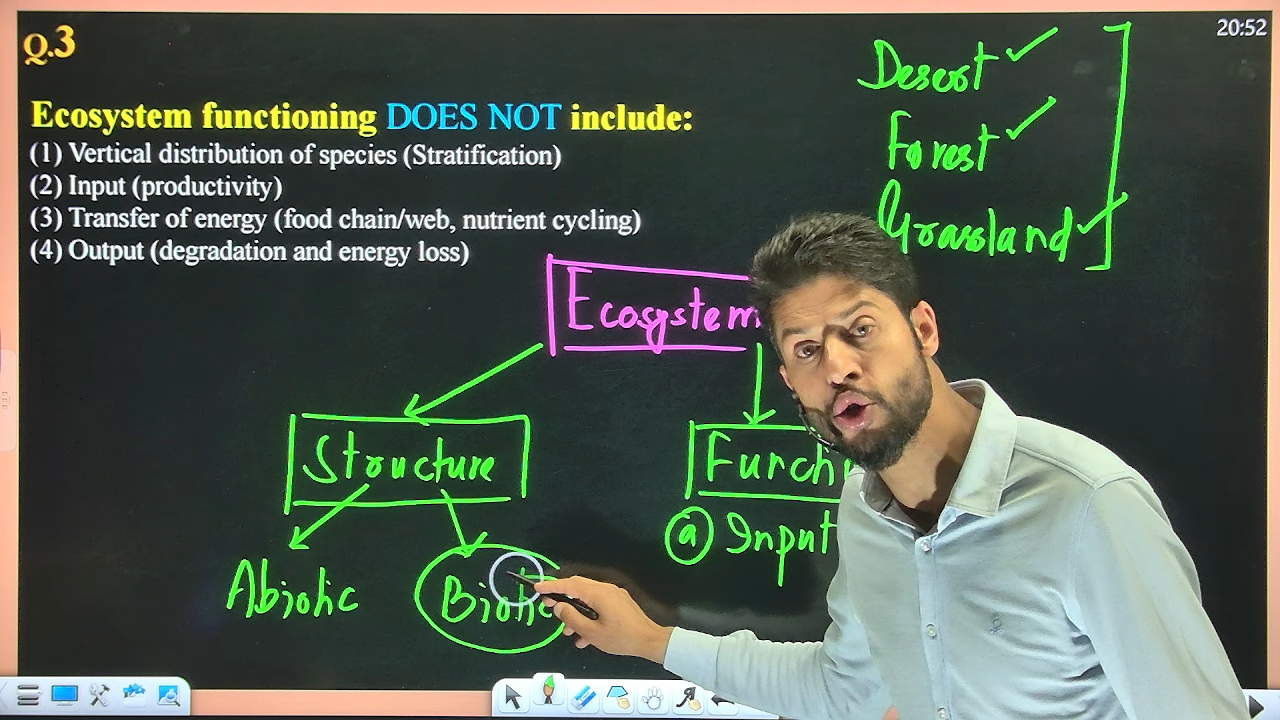 Q.3
20:52
Ecosystem functioning DOES NOT include:
(1) Vertical distribution of species (Stratification)
(2) Input (productivity)
(3) Transfer of energy (food chain/web, nutrient cycling)
(4) Output (degradation and energy loss)
Desert
Forest
Grassland
Ecosystem
Structure
Functi
Abiotic
Biotic
(a) Input